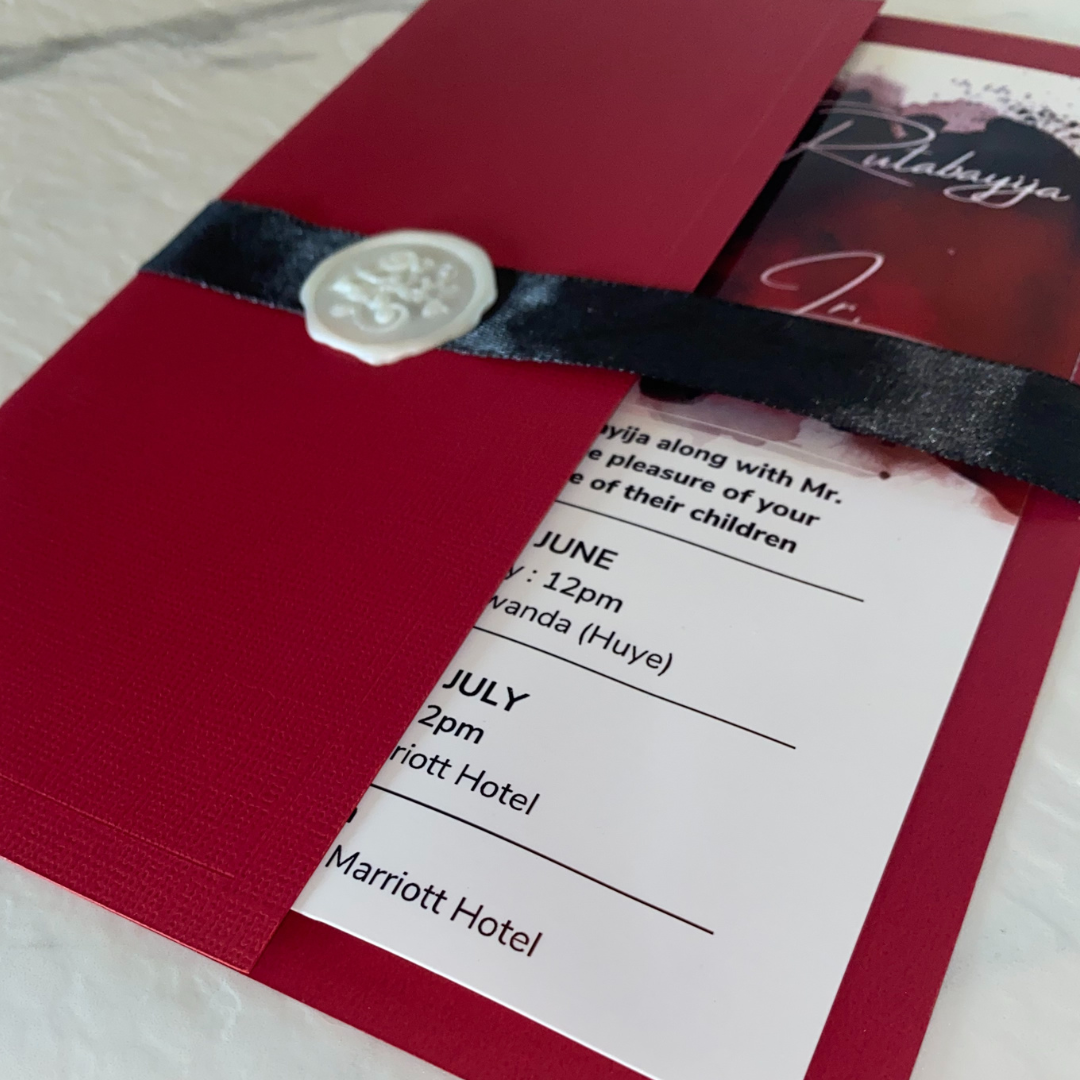 Rutabayija
yija along with Mr.
e pleasure of your
e of their children
JUNE
y : 12pm
wanda (Huye)
JULY
2pm
riott Hotel
Marriott Hotel